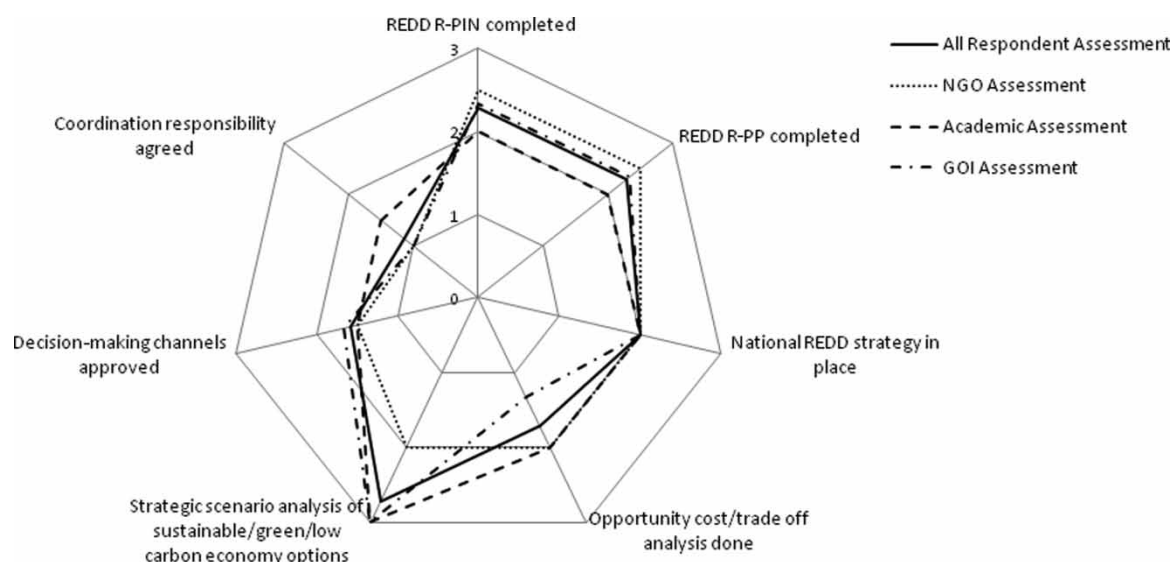 REDD R-PIN completed
3
2
1
0
REDD R-PP completed
National REDD strategy in
place
Opportunity cost/trade off
analysis done
Strategic scenario analysis of
sustainable/green/low
carbon economy options
Decision-making channels
approved
Coordination responsibility
agreed
All Respondent Assessment
NGO Assessment
Academic Assessment
GOI Assessment